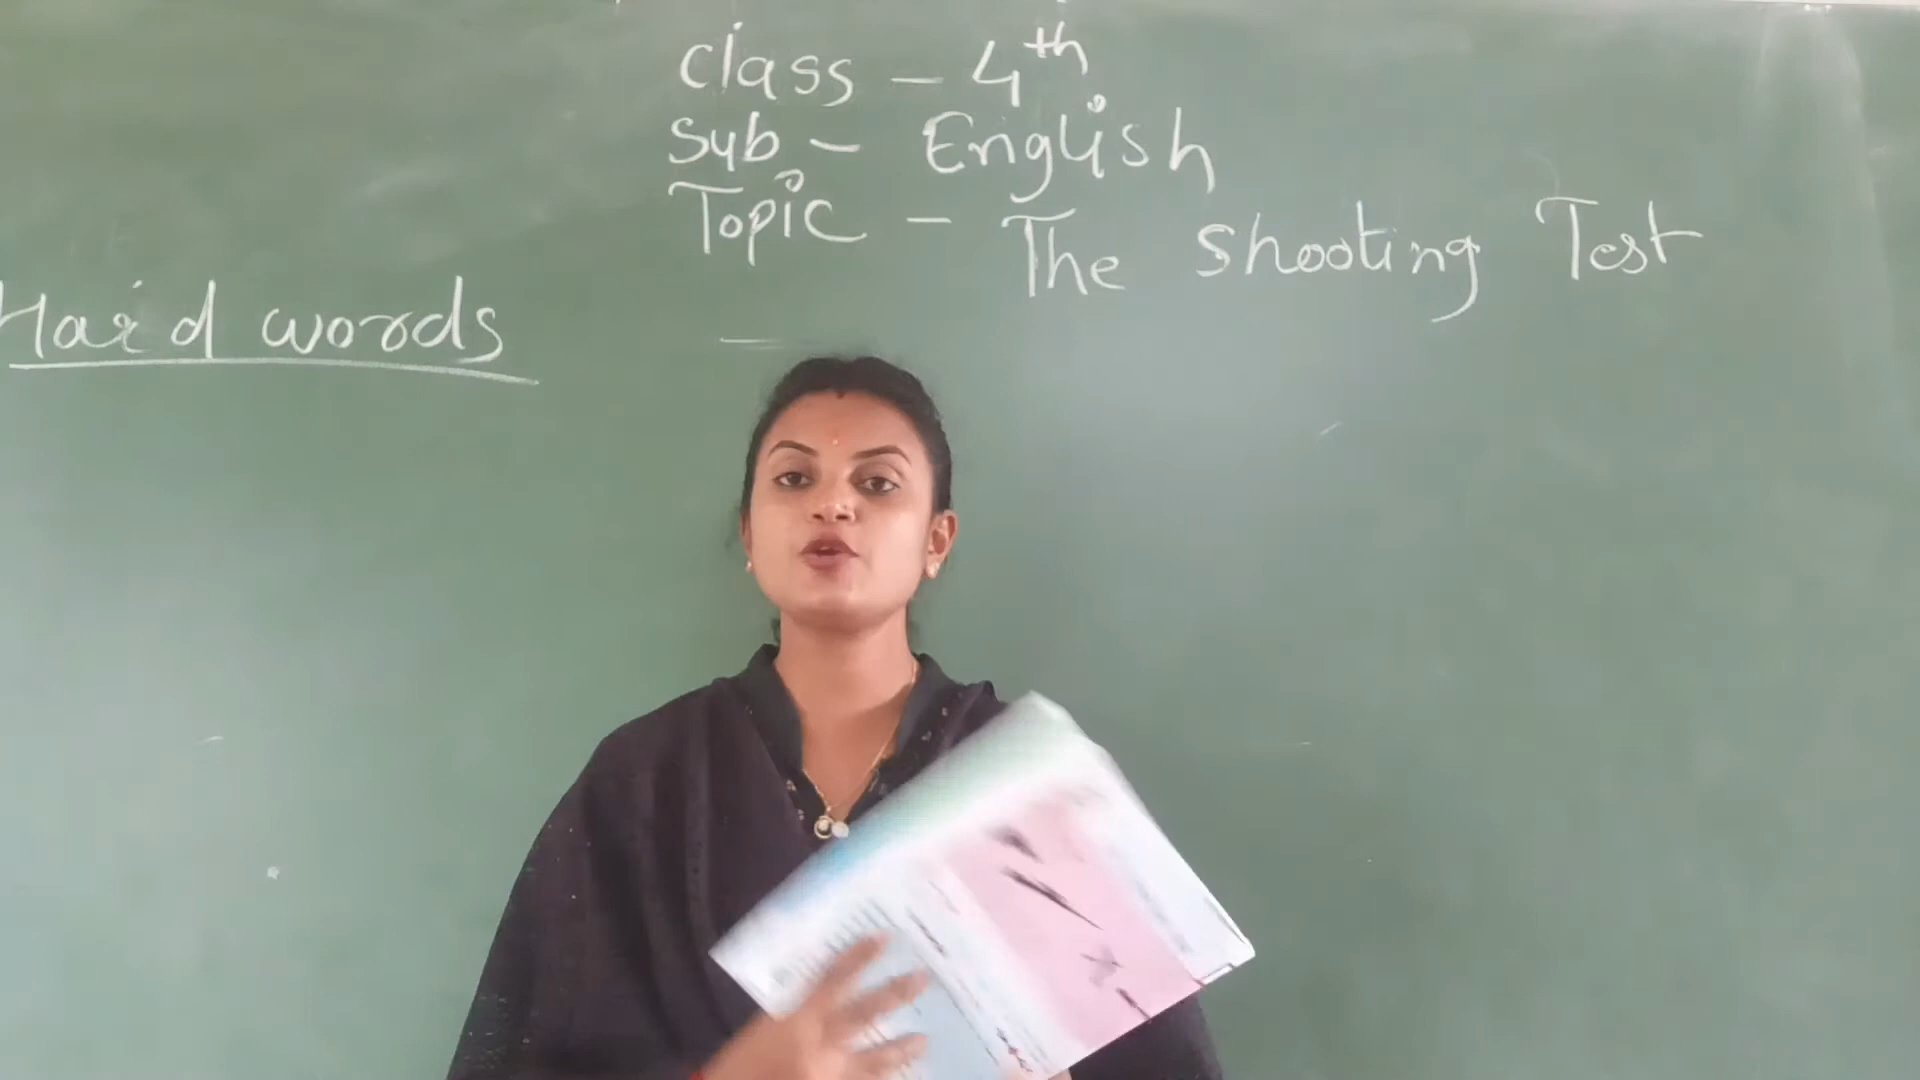 Class - 4th
Sub - English
Topic - The Shooting Test
Hard words